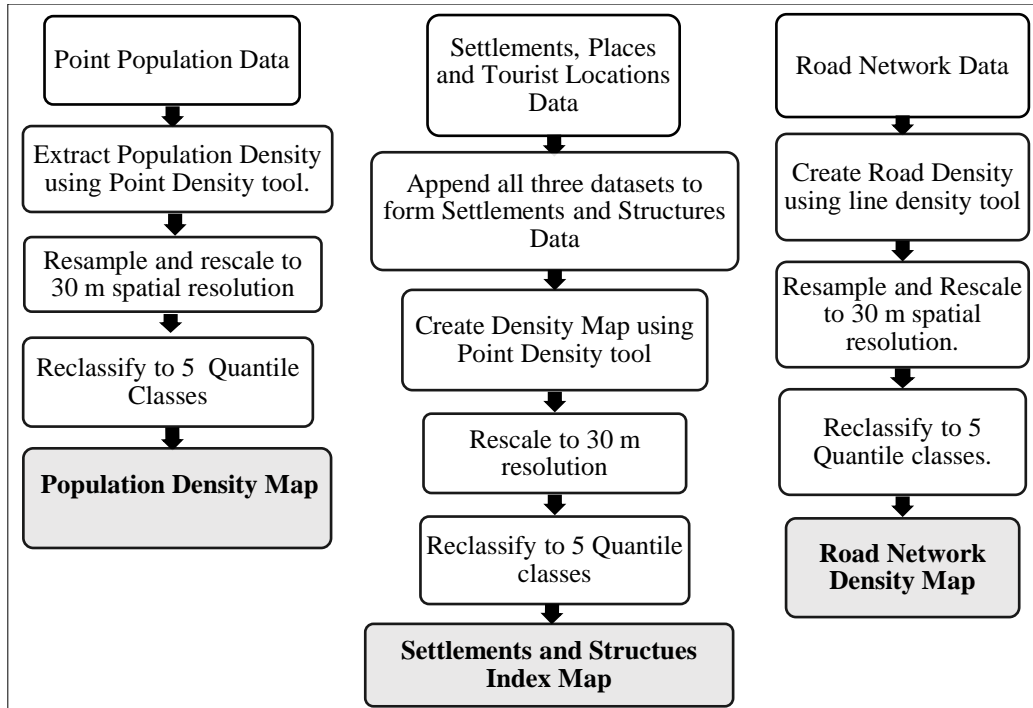 Point Population Data
Extract Population Density
using Point Density tool.
Resample and rescale to
30 m spatial resolution
Reclassify to 5 Quantile
Classes
Population Density Map
Settlements, Places
and Tourist Locations
Data
Append all three datasets to
form Settlements and Structures
Data
Create Density Map using
Point Density tool
Rescale to 30 m
resolution
Reclassify to 5 Quantile
classes
Settlements and Structues
Index Map
Road Network Data
Create Road Density
using line density tool
Resample and Rescale
to 30 m spatial
resolution.
Reclassify to 5
Quantile classes.
Road Network
Density Map